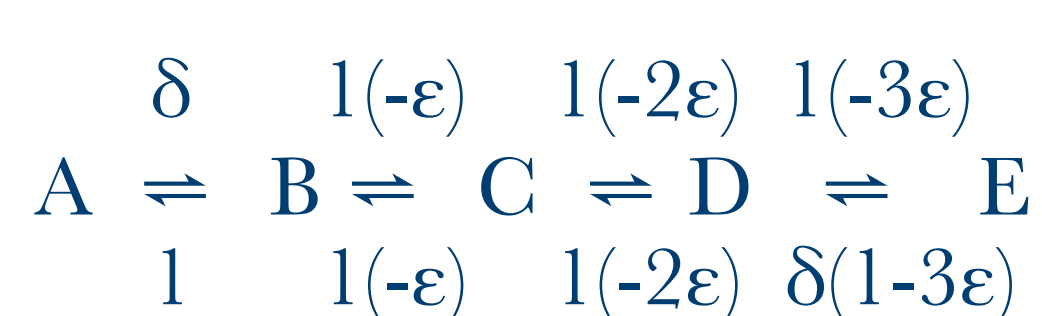 δ 1(-ε) 1(-2ε) 1(-3ε)
A ⇌ B ⇌ C ⇌ D ⇌ E
1 1(-ε) 1(-2ε) δ(1-3ε)